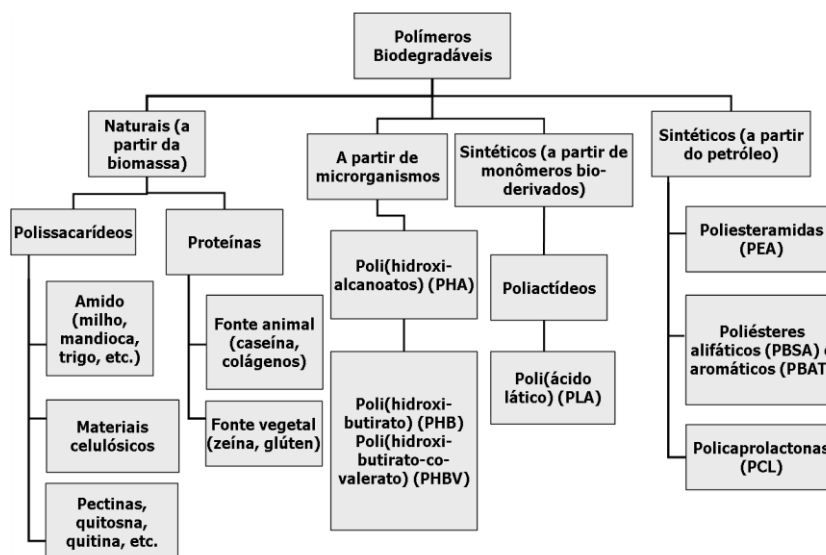 Polímeros
Biodegradáveis
Naturais (a
partir da
biomassa)
A partir de
microrganismos
Sintéticos (a partir de
monômeros bio-
derivados)
Sintéticos (a partir
do petróleo)
Polissacarídeos
Proteínas
Poli(hidroxi-
alcanoatos) (PHA)
Poliactídeos
Poliesteramidas
(PEA)
Amido
(milho,
mandioca,
trigo, etc.)
Fonte animal
(caseína,
colágenos)
Poli(hidroxi-
butirato) (PHB)
Poli(hidroxi-
butirato-co-
valerato) (PHBV)
Poli(ácido
lático) (PLA)
Poliésteres
alifáticos (PBSA) e
aromáticos (PBAT)
Materiais
celulósicos
Fonte vegetal
(zeína, glúten)
Policaprolactonas
(PCL)
Pectinas,
quitosna,
quitina, etc.